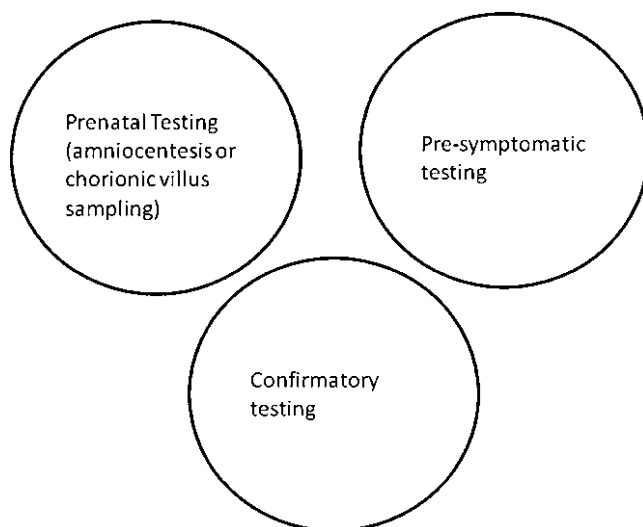 Prenatal Testing
(amniocentesis or
chorionic villus
sampling)
Pre-symptomatic
testing
Confirmatory
testing